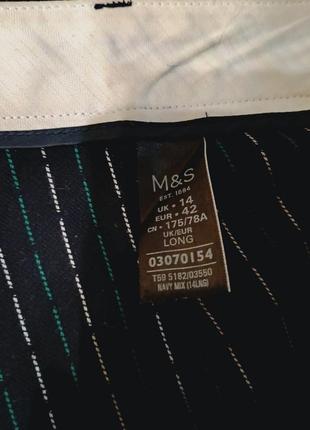 M&S
EST. 1884
UK • 14
EUR • 42
CN • 175/78A
UK/EUR
LONG
03070154
T59 5182/03550
NAVY MIX (14LNG)